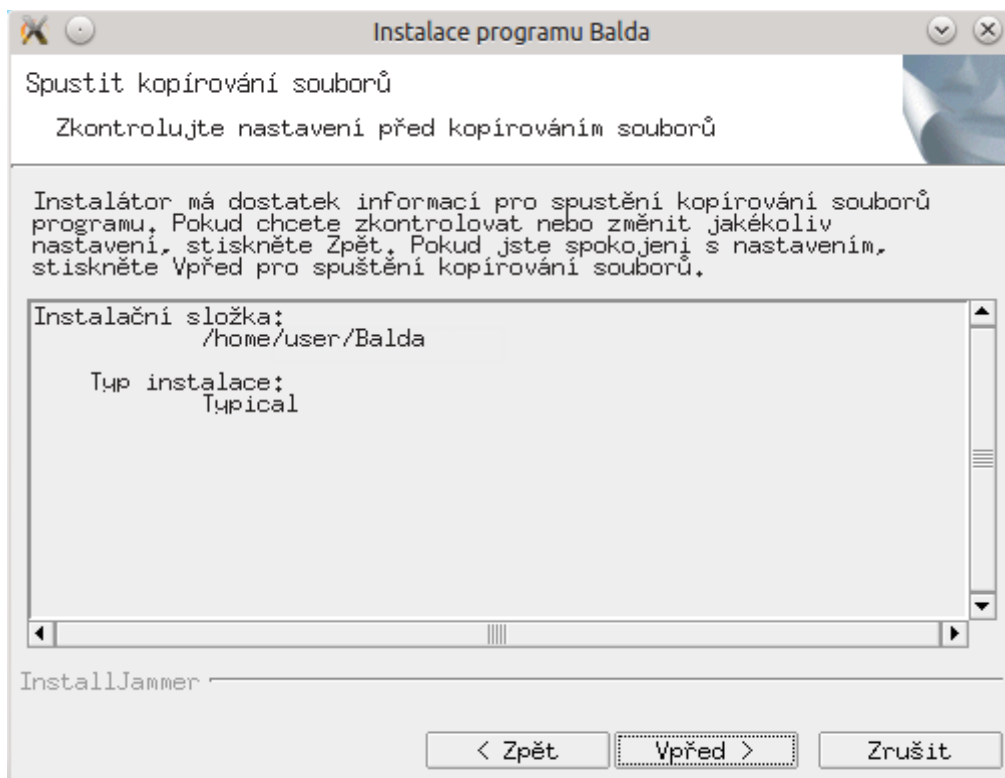 Instalace programu Balda
Spustit kopírování souborů
Zkontrolujte nastavení před kopírováním souborů
Instalátor má dostatek informací pro spustění kopírování souborů
programu. Pokud chcete zkontrolovat nebo změnit jakékoliv
nastavení, stiskněte Zpět. Pokud jste spokojeni s nastavením,
stiskněte Vpřed pro spuštění kopírování souborů.
Instalační složka:
/home/user/Balda
Typ instalace:
Typical
InstallJammer
< Zpět
Vpřed >
Zrušit